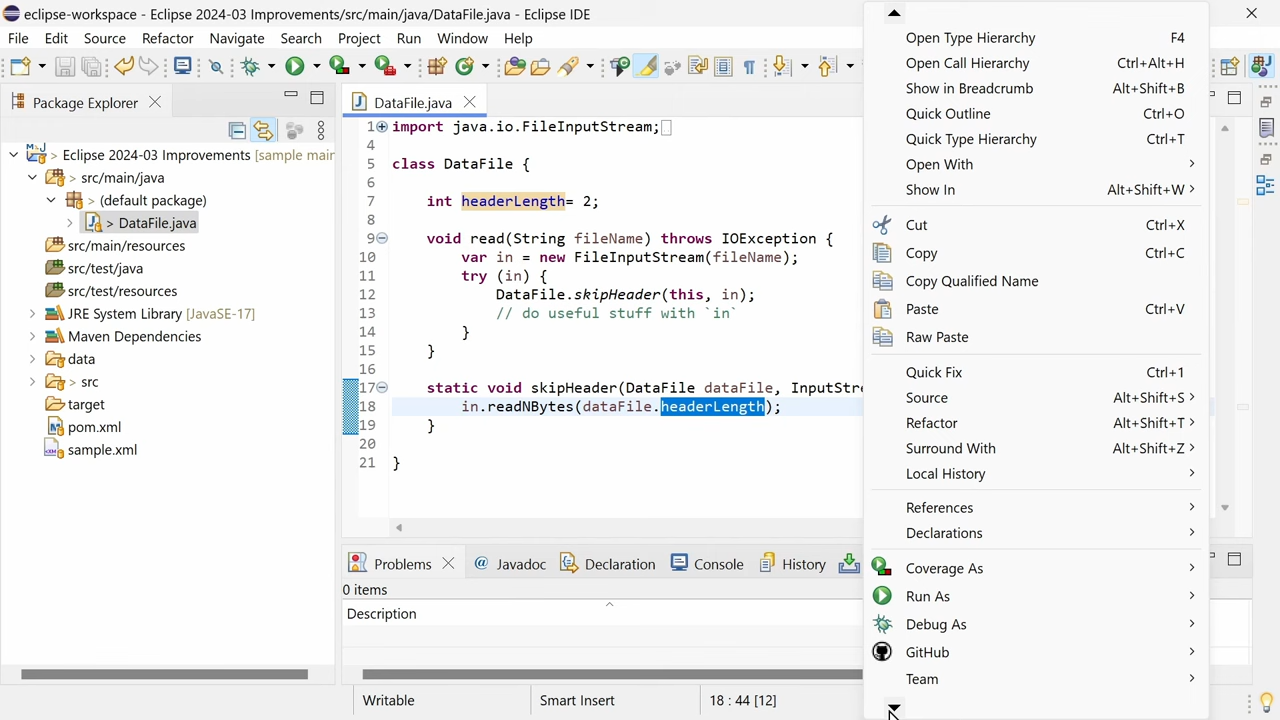 eclipse-workspace - Eclipse 2024-03 Improvements/src/main/java/DataFile.java - Eclipse IDE
File Edit Source Refactor Navigate Search Project Run Window Help
Package Explorer
Eclipse 2024-03 Improvements [sample mair
src/main/java
(default package)
DataFile.java
src/main/resources
src/test/java
src/test/resources
JRE System Library [JavaSE-17]
Maven Dependencies
data
src
target
pom.xml
sample.xml
DataFile.java
1 import java.io.FileInputStream;
4
5 class DataFile {
6
7 int headerLength= 2;
8
9 void read(String fileName) throws IOException {
10 var in = new FileInputStream(fileName);
11 try (in) {
12 DataFile.skipHeader(this, in);
13 // do useful stuff with `in`
14 }
15 }
16
17 static void skipHeader(DataFile dataFile, InputStre
18 in.readNBytes(dataFile.headerLength);
19 }
20
21 }
Problems @ Javadoc Declaration Console History
0 items
Description
Writable Smart Insert 18 : 44 [12]
Open Type Hierarchy F4
Open Call Hierarchy Ctrl+Alt+H
Show in Breadcrumb Alt+Shift+B
Quick Outline Ctrl+O
Quick Type Hierarchy Ctrl+T
Open With
Show In Alt+Shift+W
Cut Ctrl+X
Copy Ctrl+C
Copy Qualified Name
Paste Ctrl+V
Raw Paste
Quick Fix Ctrl+1
Source Alt+Shift+S
Refactor Alt+Shift+T
Surround With Alt+Shift+Z
Local History
References
Declarations
Coverage As
Run As
Debug As
GitHub
Team